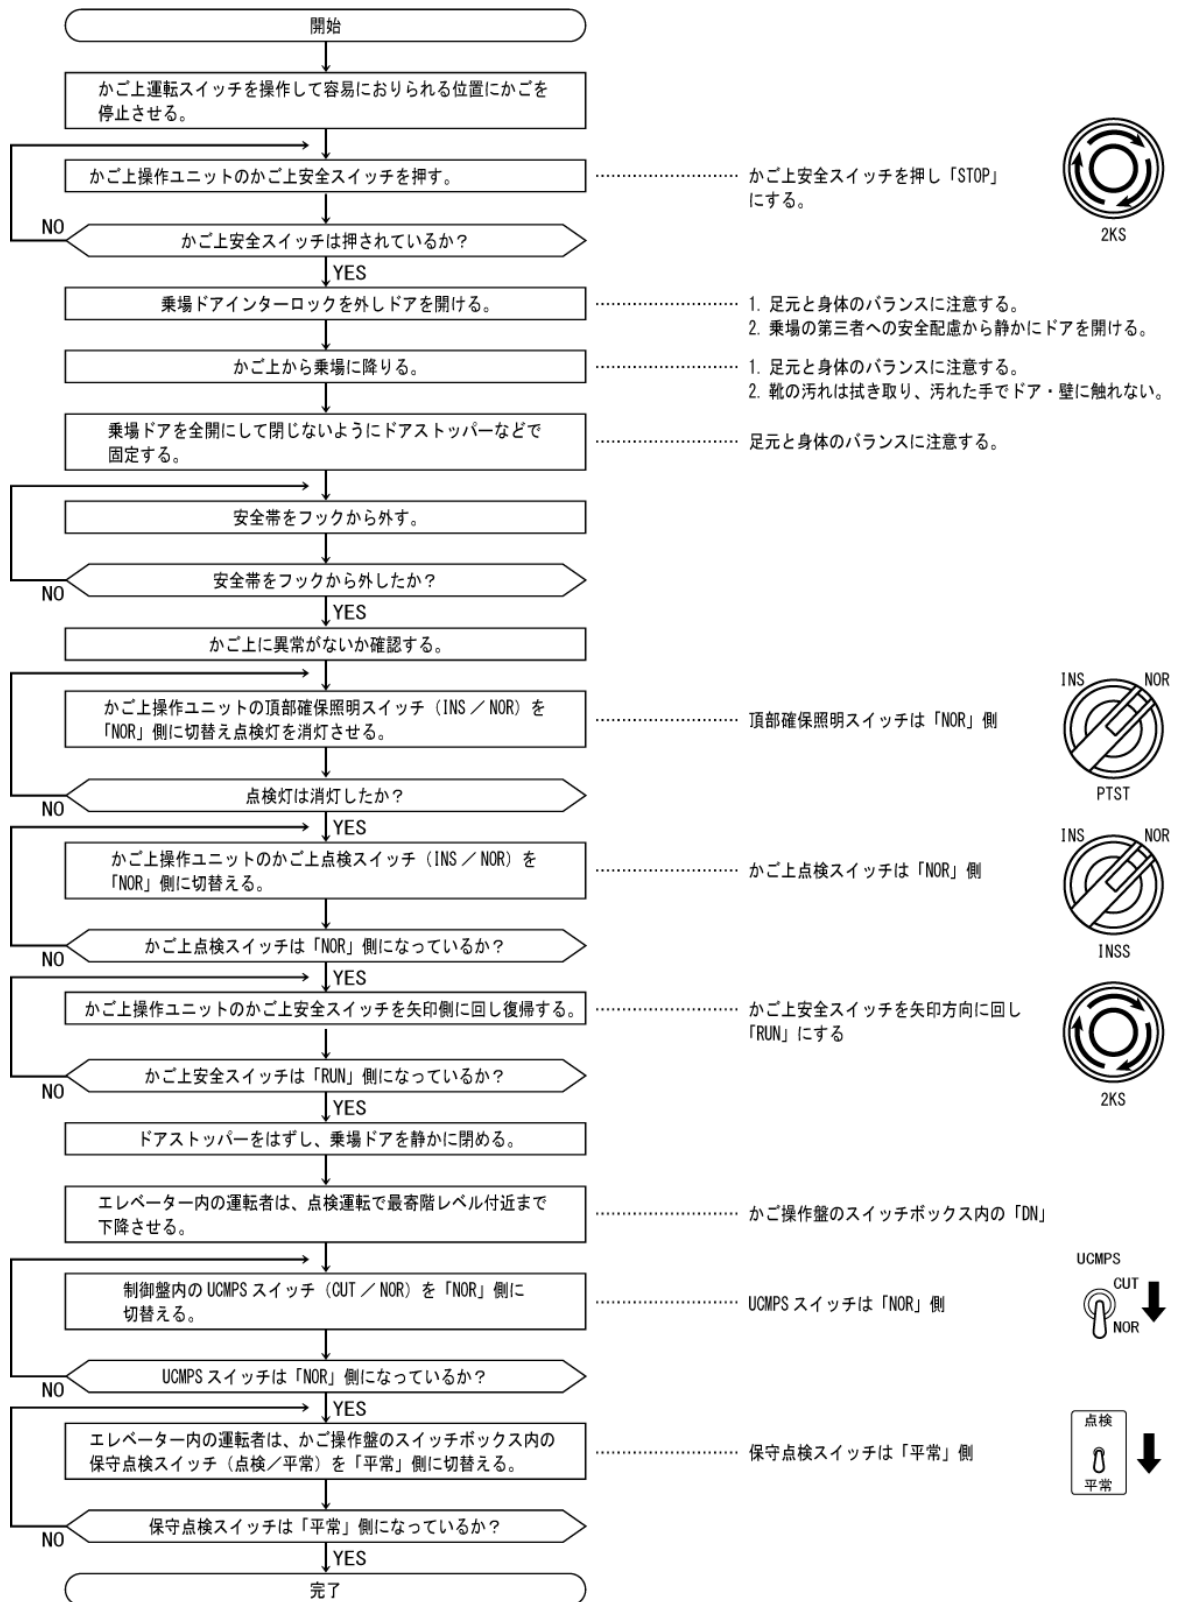 開始
かご上運転スイッチを操作して容易におりられる位置にかごを
停止させる。
かご上操作ユニットのかご上安全スイッチを押す。
かご上安全スイッチを押し「STOP」
にする。
2KS
NO
かご上安全スイッチは押されているか？
YES
乗場ドアインターロックを外しドアを開ける。
1. 足元と身体のバランスに注意する。
2. 乗場の第三者への安全配慮から静かにドアを開ける。
かご上から乗場に降りる。
1. 足元と身体のバランスに注意する。
2. 靴の汚れは拭き取り、汚れた手でドア・壁に触れない。
乗場ドアを全開にして閉じないようにドアストッパーなどで
固定する。
足元と身体のバランスに注意する。
安全帯をフックから外す。
安全帯をフックから外したか？
NO
YES
かご上に異常がないか確認する。
かご上操作ユニットの頂部確保照明スイッチ（INS／NOR）を
「NOR」側に切替え点検灯を消灯させる。
頂部確保照明スイッチは「NOR」側
INS
NOR
PTST
点検灯は消灯したか？
NO
YES
かご上操作ユニットのかご上点検スイッチ（INS／NOR）を
「NOR」側に切替える。
かご上点検スイッチは「NOR」側
INS
NOR
INSS
かご上点検スイッチは「NOR」側になっているか？
NO
YES
かご上操作ユニットのかご上安全スイッチを矢印側に回し復帰する。
かご上安全スイッチを矢印方向に回し
「RUN」にする
2KS
かご上安全スイッチは「RUN」側になっているか？
NO
YES
ドアストッパーをはずし、乗場ドアを静かに閉める。
エレベーター内の運転者は、点検運転で最寄階レベル付近まで
下降させる。
かご操作盤のスイッチボックス内の「DN」
制御盤内のUCMPSスイッチ（CUT／NOR）を「NOR」側に
切替える。
UCMPSスイッチは「NOR」側
UCMPS
CUT
NOR
UCMPSスイッチは「NOR」側になっているか？
NO
YES
エレベーター内の運転者は、かご操作盤のスイッチボックス内の
保守点検スイッチ（点検／平常）を「平常」側に切替える。
保守点検スイッチは「平常」側
点検
平常
保守点検スイッチは「平常」側になっているか？
NO
YES
完了